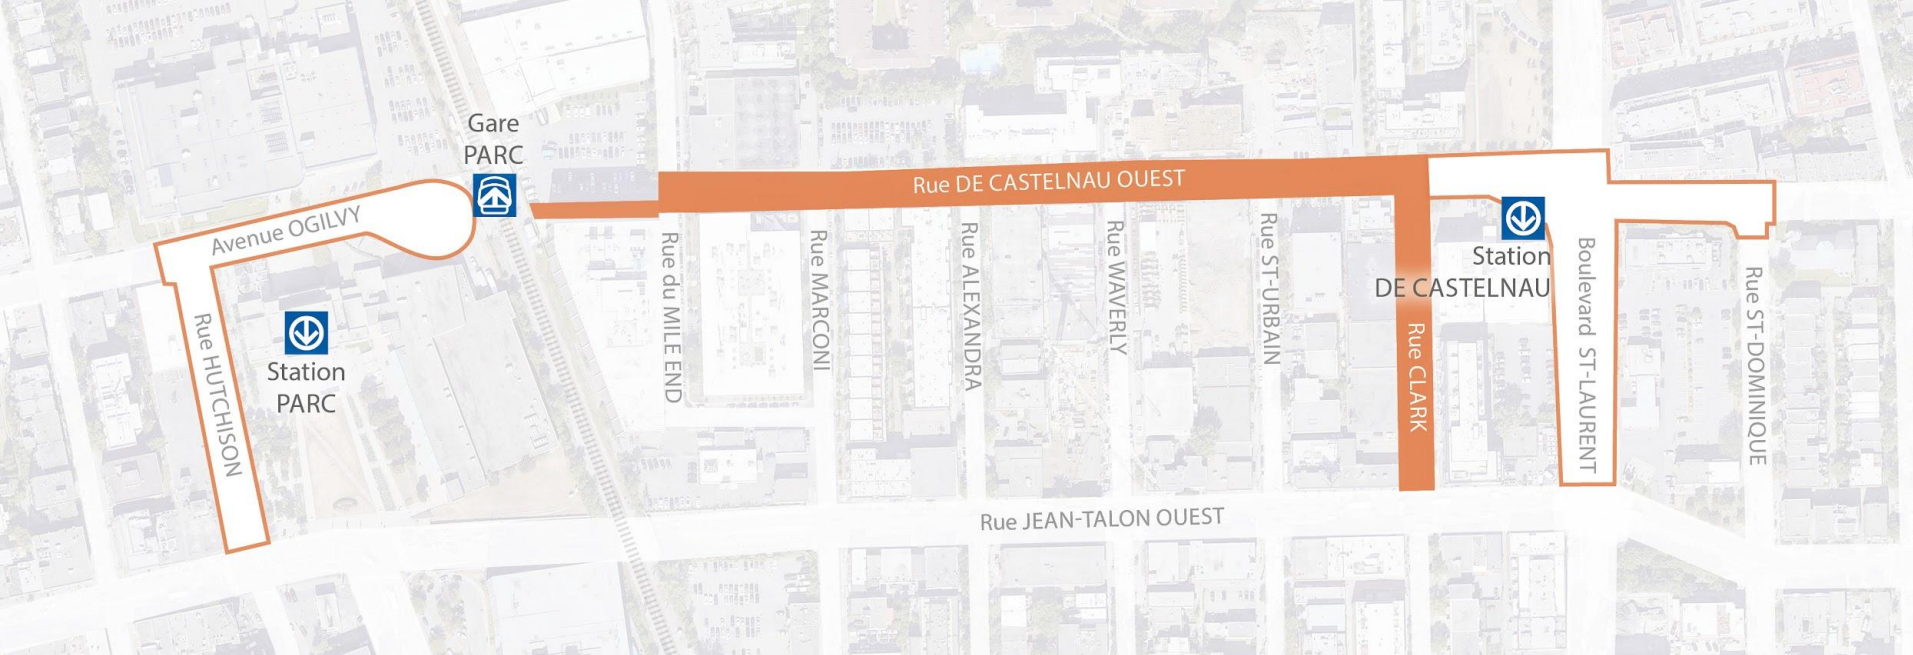 Gare
PARC
Rue DE CASTELNAU OUEST
Avenue OGILVY
Station
DE CASTELNAU
Rue HUTCHISON
Station
PARC
Rue du MILE END
Rue MARCONI
Rue ALEXANDRA
Rue WAVERLY
Rue ST-URBAIN
Rue CLARK
Boulevard ST-LAURENT
Rue ST-DOMINIQUE
Rue JEAN-TALON OUEST